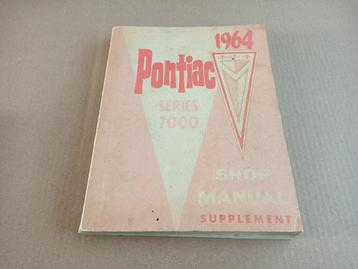 1964
Pontiac
SERIES
7000
SHOP
MANUAL
SUPPLEMENT